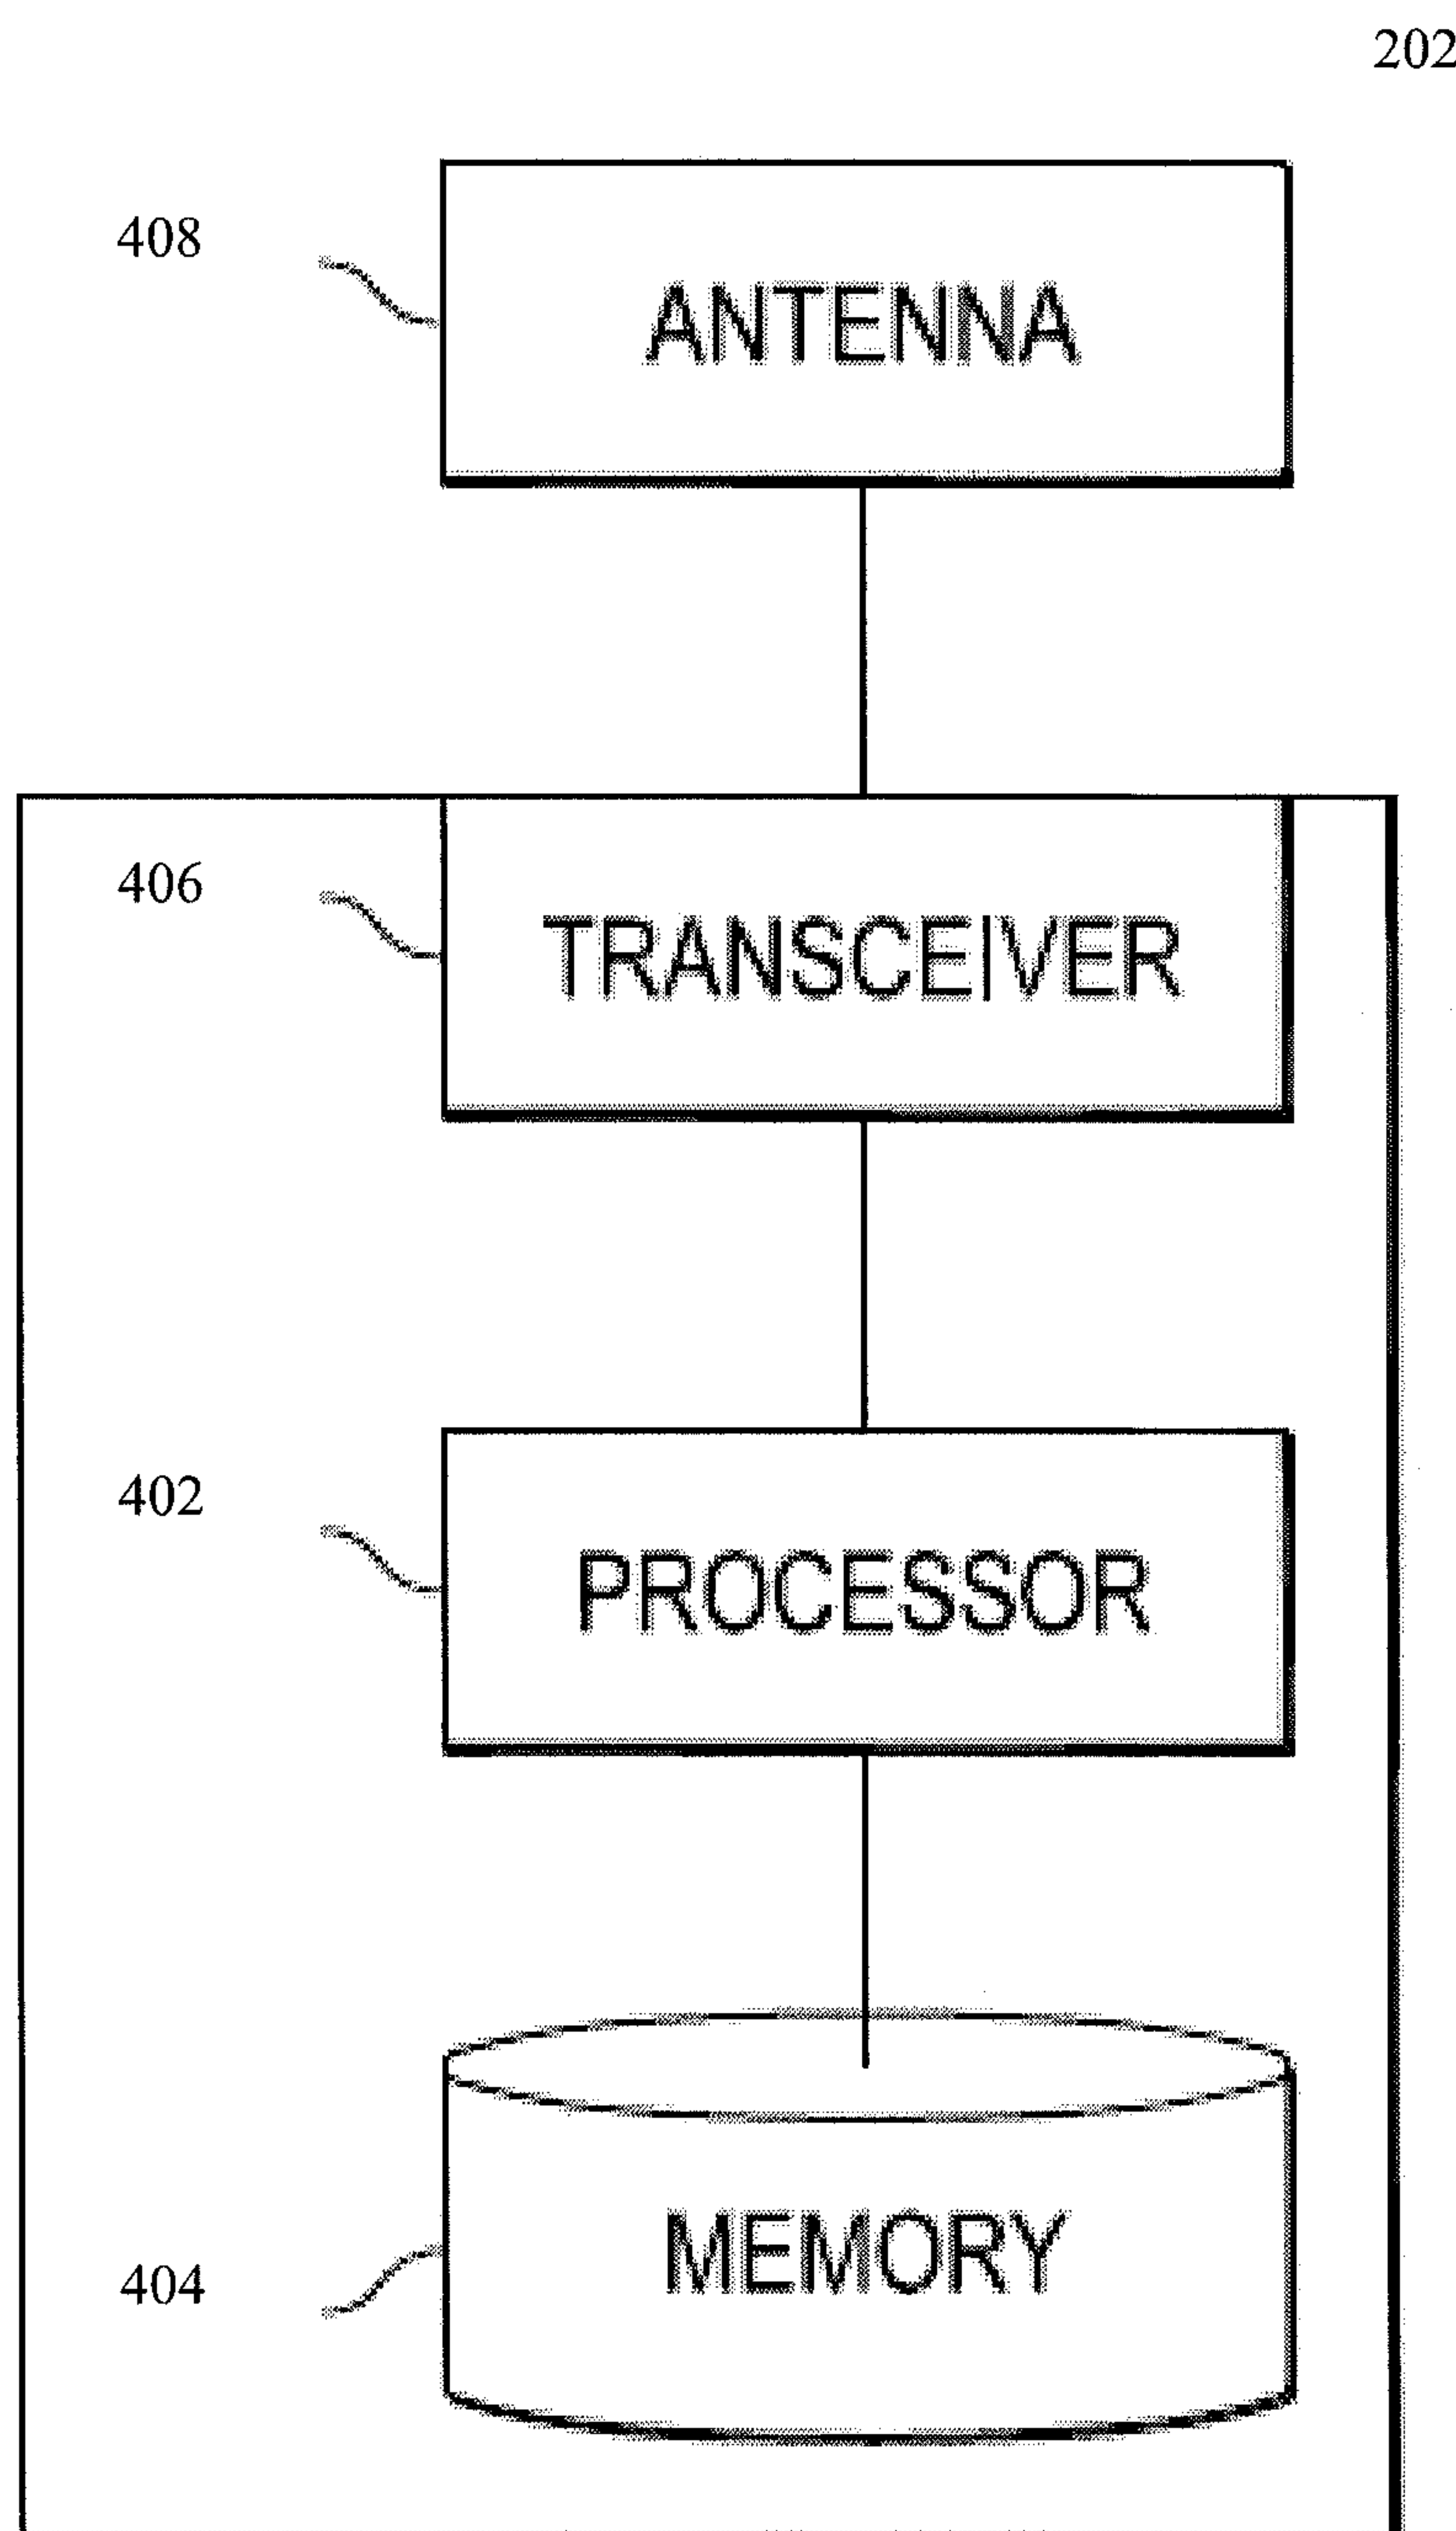 202
408
ANTENNA
406
TRANSCEIVER
402
PROCESSOR
404
MEMORY